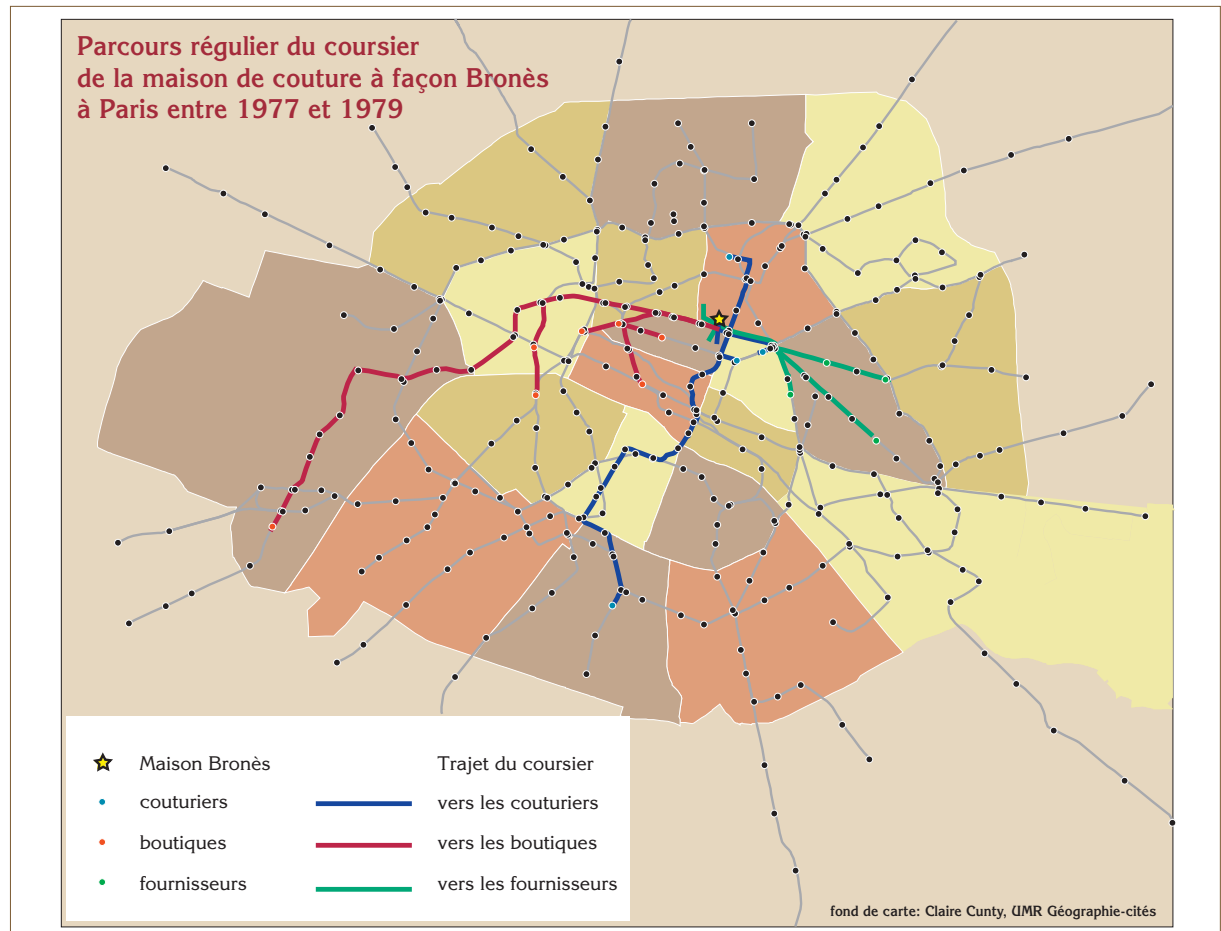 Parcours régulier du coursier
de la maison de couture à façon Bronès
à Paris entre 1977 et 1979
Maison Bronès
Trajet du coursier
couturiers
vers les couturiers
boutiques
vers les boutiques
fournisseurs
vers les fournisseurs
fond de carte: Claire Cunty, UMR Géographie-cités